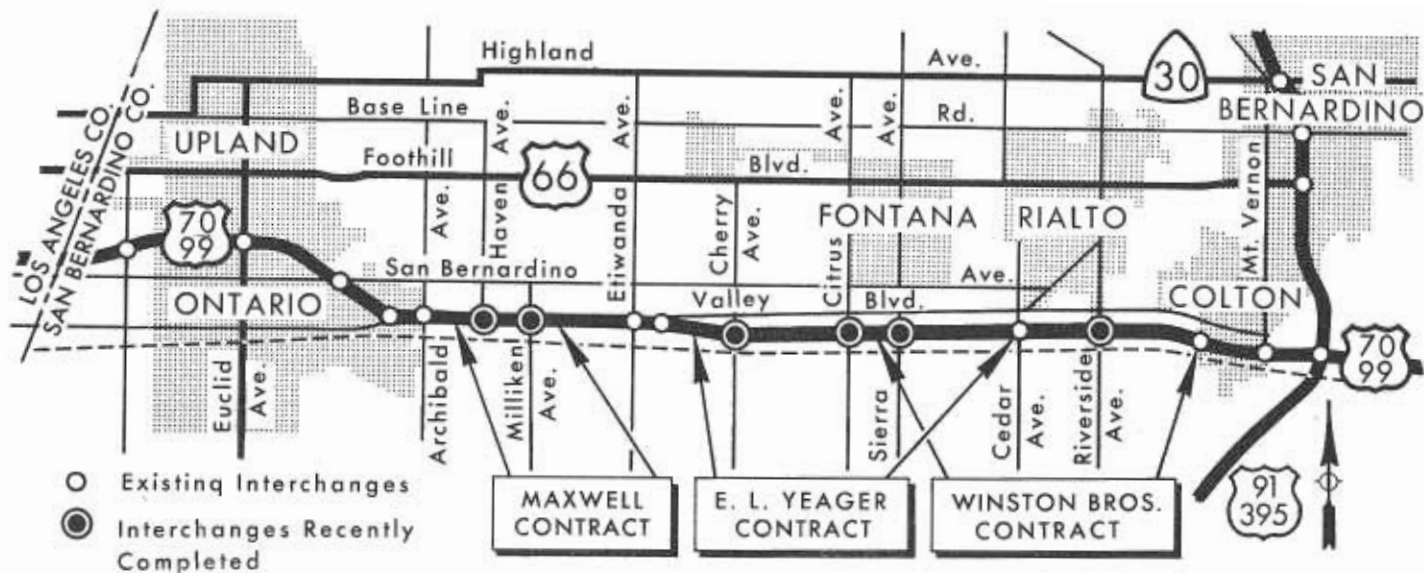 Highland
Ave.
30
SAN
BERNARDINO
LOS ANGELES CO.
SAN BERNARDINO CO.
Base Line
Rd.
UPLAND
Foothill
Blvd.
66
70
99
ONTARIO
Euclid
Ave.
Archibald
Ave.
Haven
Ave.
Milliken
Ave.
Etiwanda
Ave.
San Bernardino
Ave.
Valley
Blvd.
Cherry
Ave.
Citrus
Ave.
FONTANA
Sierra
Ave.
RIALTO
Cedar
Ave.
Riverside
Ave.
Mt. Vernon
COLTON
70
99
91
395
Existing Interchanges
Interchanges Recently
Completed
MAXWELL
CONTRACT
E. L. YEAGER
CONTRACT
WINSTON BROS.
CONTRACT